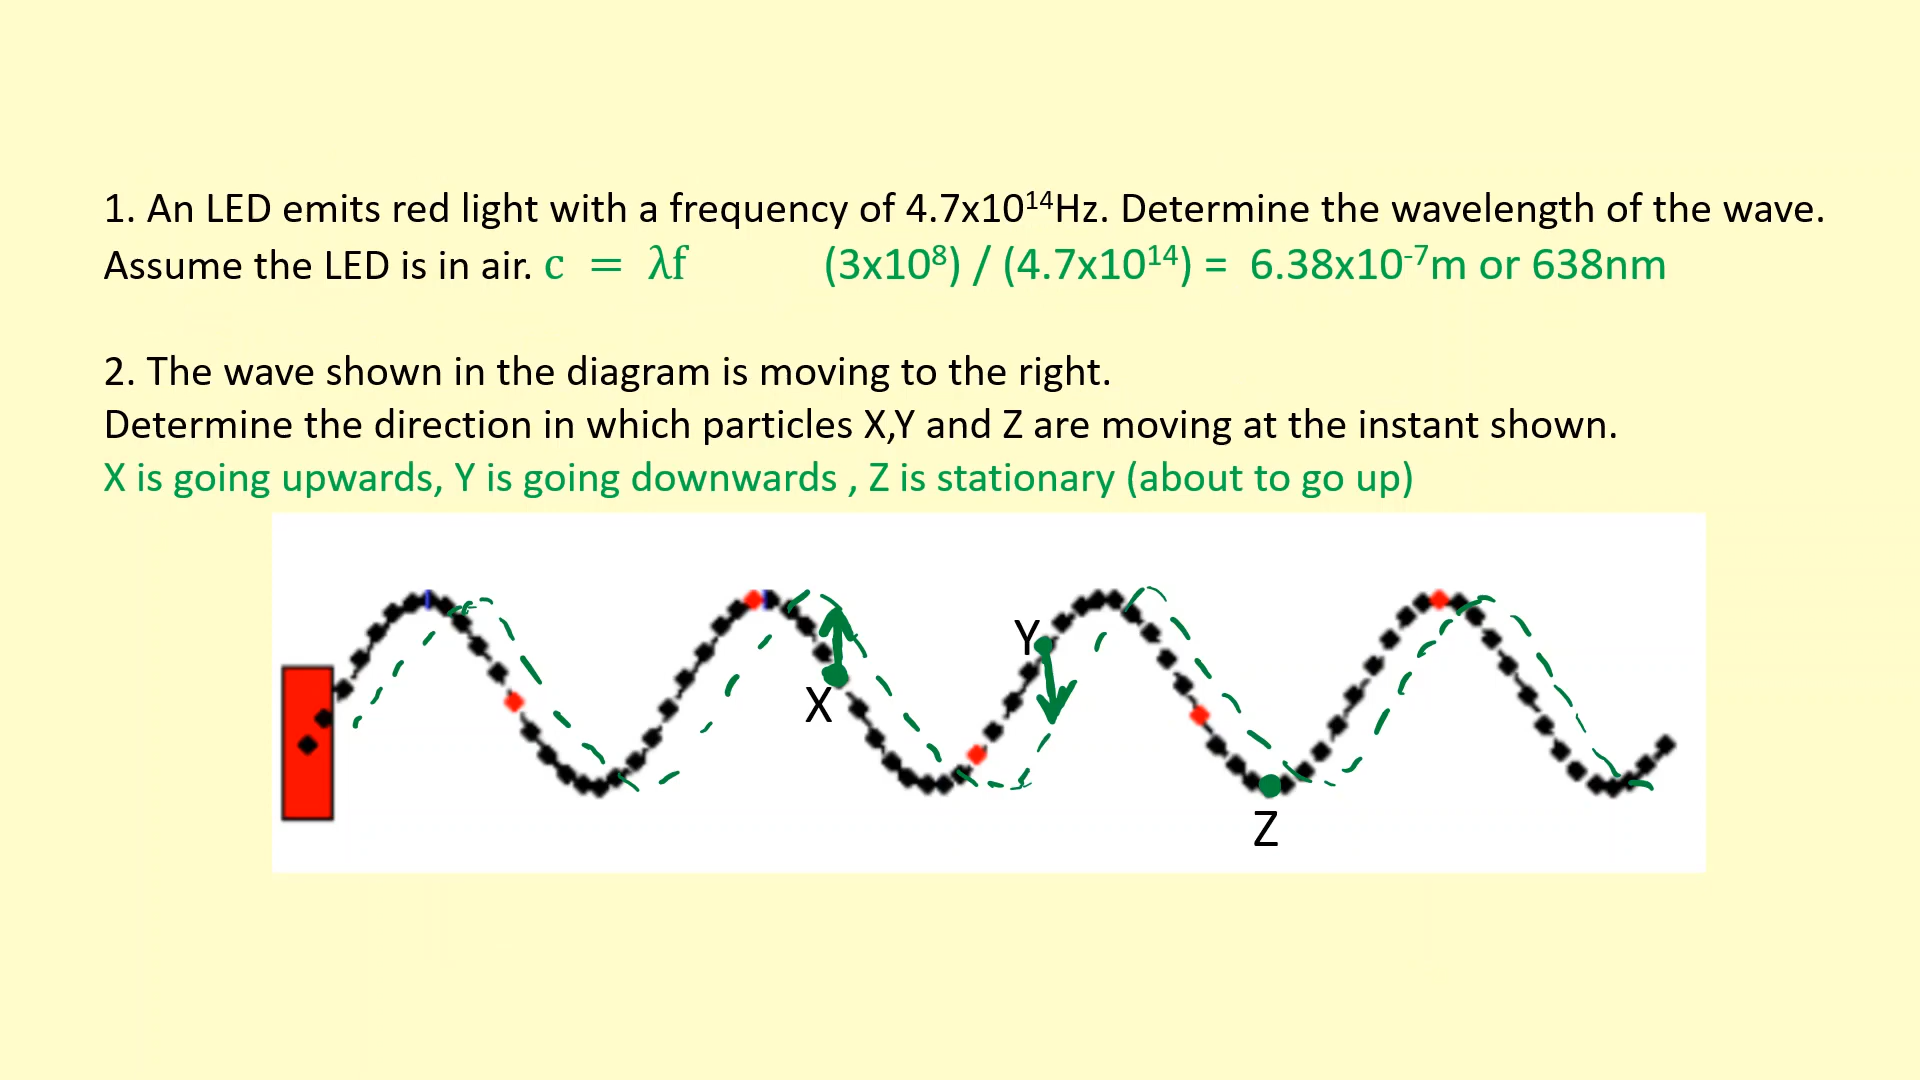 1. An LED emits red light with a frequency of 4.7x10¹⁴Hz. Determine the wavelength of the wave.
Assume the LED is in air. c = λf (3x10⁸) / (4.7x10¹⁴) = 6.38x10⁻⁷m or 638nm
2. The wave shown in the diagram is moving to the right.
Determine the direction in which particles X,Y and Z are moving at the instant shown.
X is going upwards, Y is going downwards , Z is stationary (about to go up)
Y
X
Z